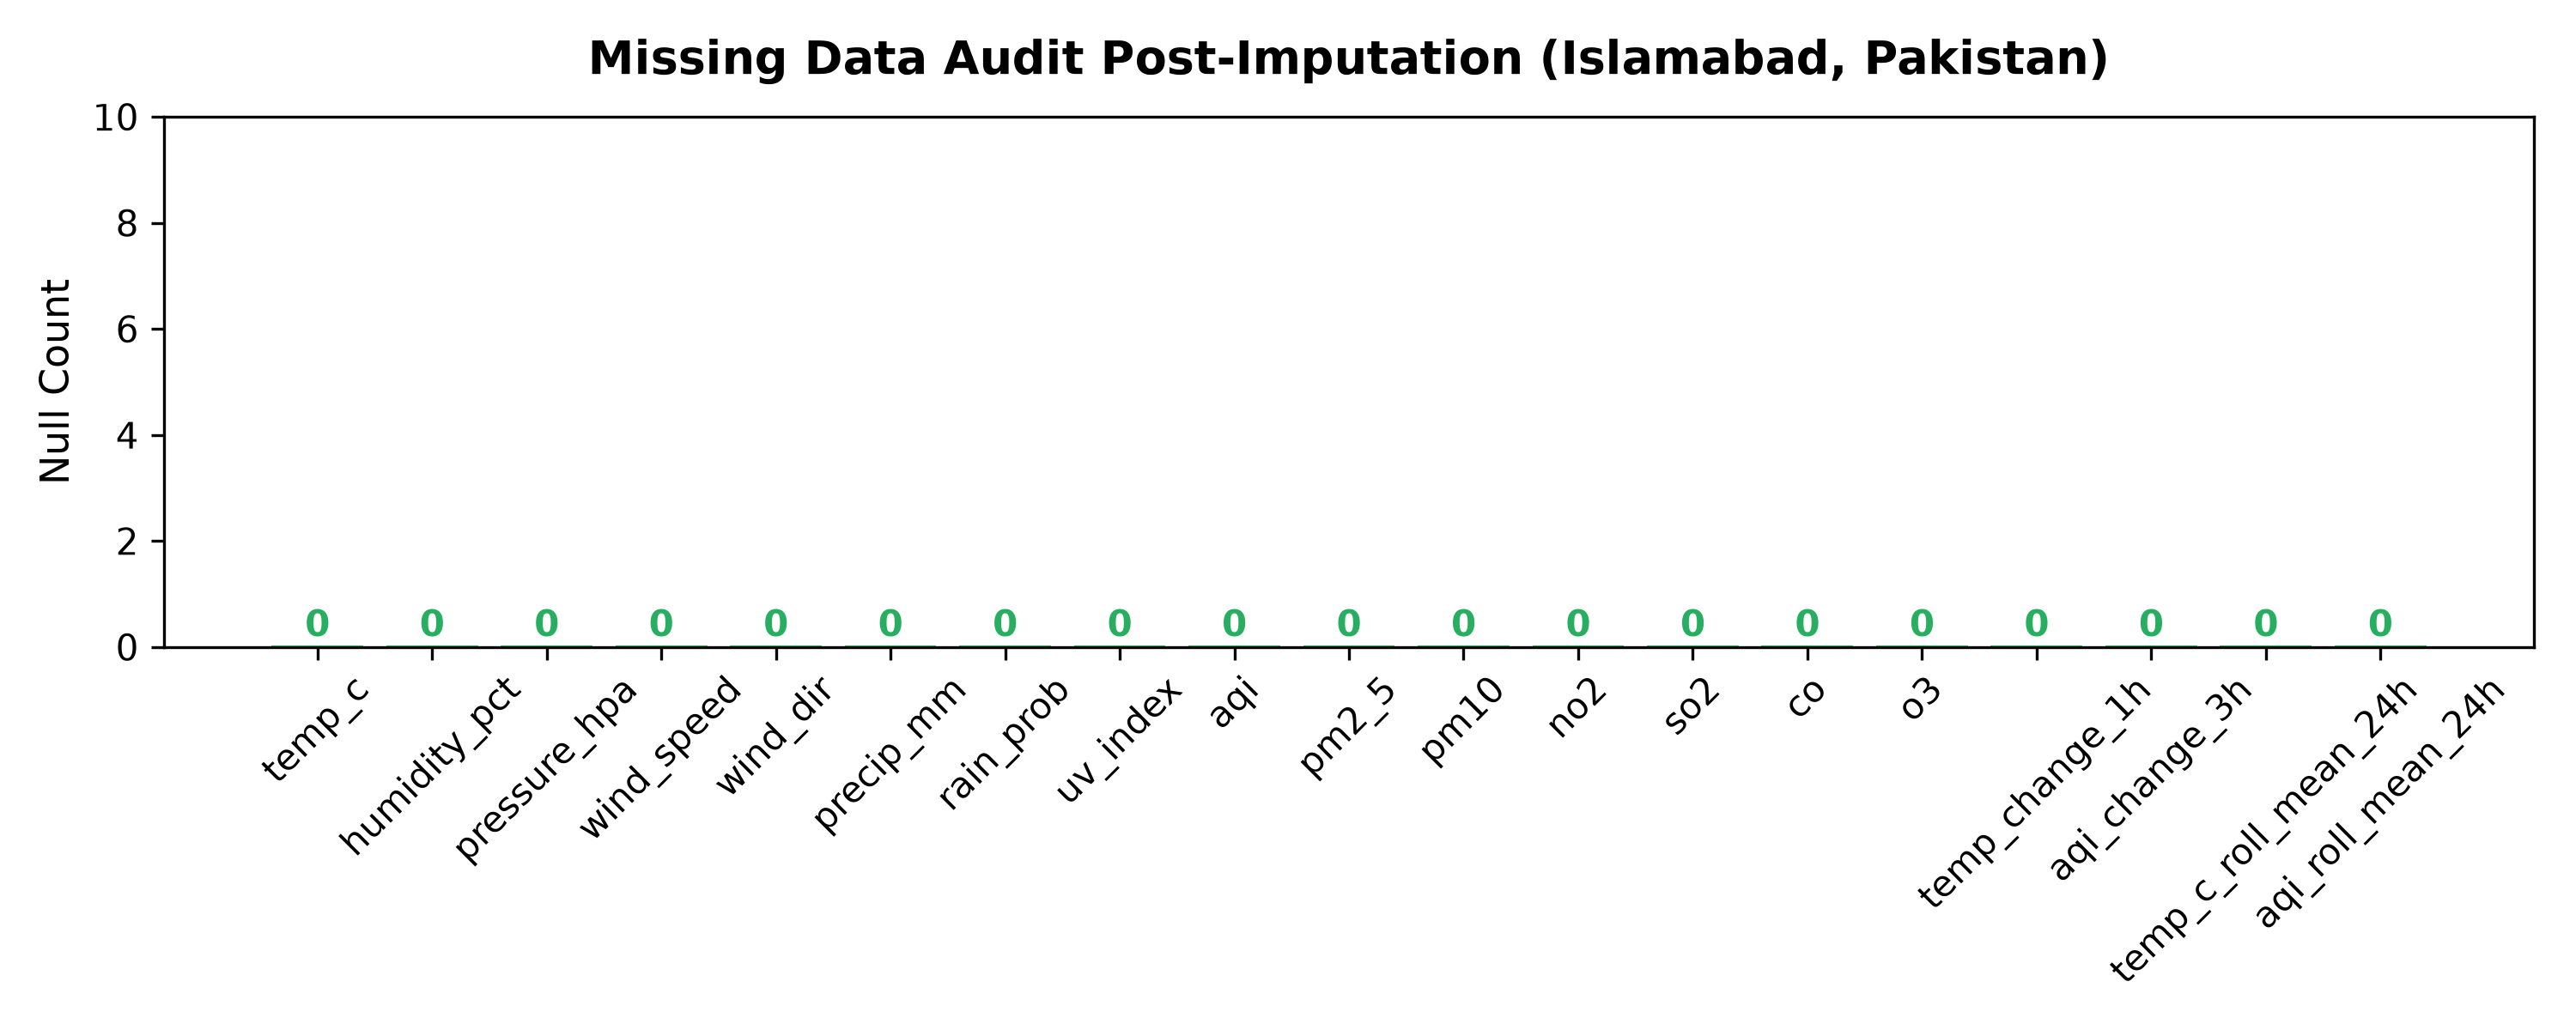 Missing Data Audit Post-Imputation (Islamabad, Pakistan)
10
8
6
4
2
0
Null Count
0 0 0 0 0 0 0 0 0 0 0 0 0 0 0 0 0 0 0
temp_c
humidity_pct
pressure_hpa
wind_speed
wind_dir
precip_mm
rain_prob
uv_index
aqi
pm2_5
pm10
no2
so2
co
o3
temp_change_1h
aqi_change_3h
temp_c_roll_mean_24h
aqi_roll_mean_24h